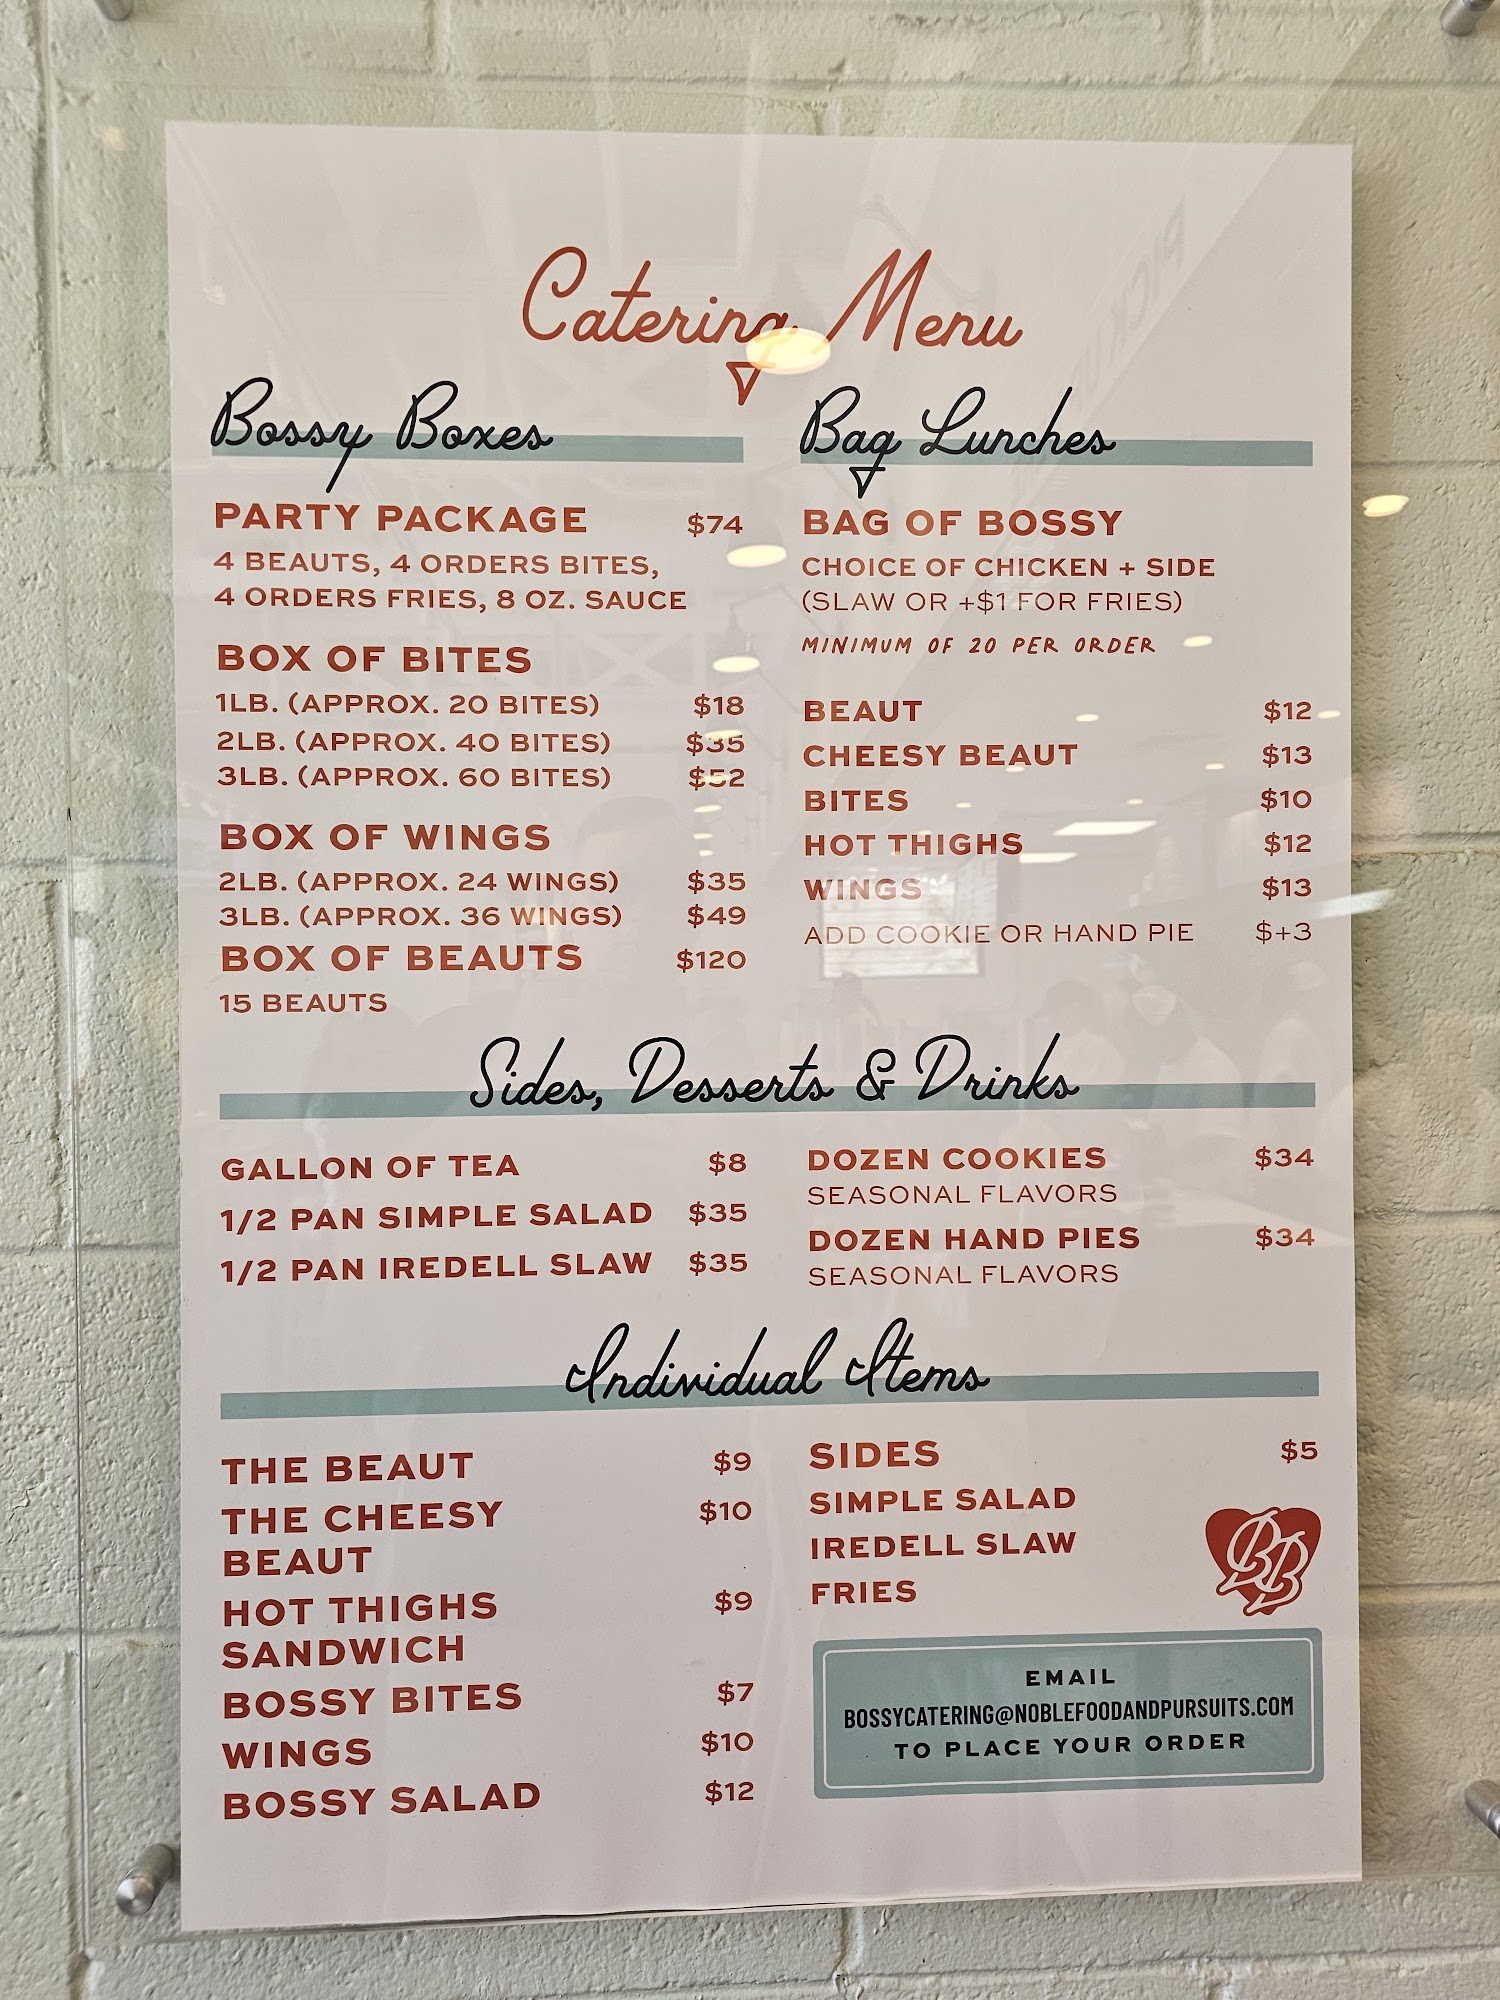 Catering Menu
Bossy Boxes
PARTY PACKAGE $74
4 BEAUTS, 4 ORDERS BITES,
4 ORDERS FRIES, 8 OZ. SAUCE
BOX OF BITES
1LB. (APPROX. 20 BITES) $18
2LB. (APPROX. 40 BITES) $35
3LB. (APPROX. 60 BITES) $52
BOX OF WINGS
2LB. (APPROX. 24 WINGS) $35
3LB. (APPROX. 36 WINGS) $49
BOX OF BEAUTS $120
15 BEAUTS
Bag Lunches
BAG OF BOSSY
CHOICE OF CHICKEN + SIDE
(SLAW OR +$1 FOR FRIES)
MINIMUM OF 20 PER ORDER
BEAUT $12
CHEESY BEAUT $13
BITES $10
HOT THIGHS $12
WINGS $13
ADD COOKIE OR HAND PIE $+3
Sides, Desserts & Drinks
GALLON OF TEA $8
1/2 PAN SIMPLE SALAD $35
1/2 PAN IREDELL SLAW $35
DOZEN COOKIES $34
SEASONAL FLAVORS
DOZEN HAND PIES $34
SEASONAL FLAVORS
Individual Items
THE BEAUT $9
THE CHEESY $10
BEAUT
HOT THIGHS $9
SANDWICH
BOSSY BITES $7
WINGS $10
BOSSY SALAD $12
SIDES $5
SIMPLE SALAD
IREDELL SLAW
FRIES
BB
EMAIL
BOSSYCATERING@NOBLEFOODANDPURSUITS.COM
TO PLACE YOUR ORDER